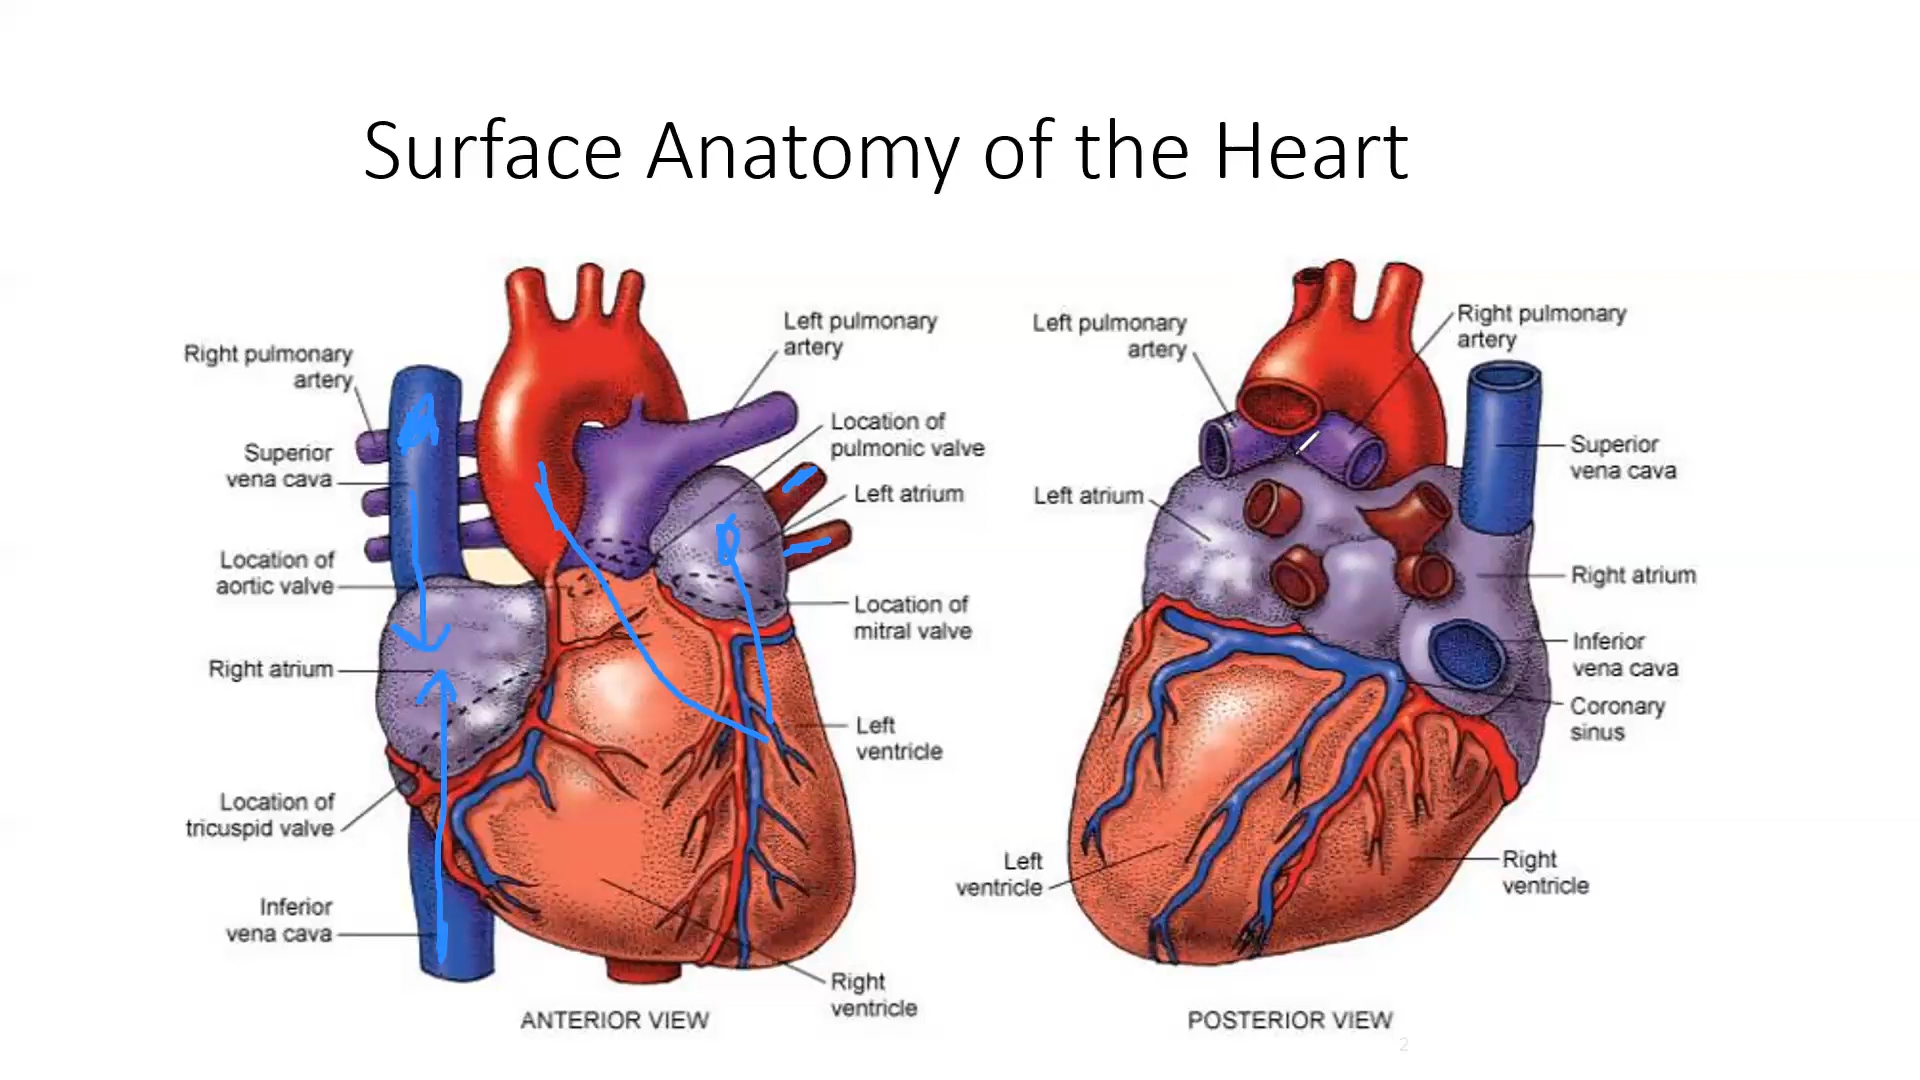 Surface Anatomy of the Heart
Left pulmonary
artery
Right pulmonary
artery
Location of
pulmonic valve
Superior
vena cava
Left atrium
Location of
aortic valve
Location of
mitral valve
Right atrium
Left
ventricle
Location of
tricuspid valve
Inferior
vena cava
Right
ventricle
ANTERIOR VIEW
Left pulmonary
artery
Right pulmonary
artery
Superior
vena cava
Left atrium
Right atrium
Inferior
vena cava
Coronary
sinus
Left
ventricle
Right
ventricle
POSTERIOR VIEW
2